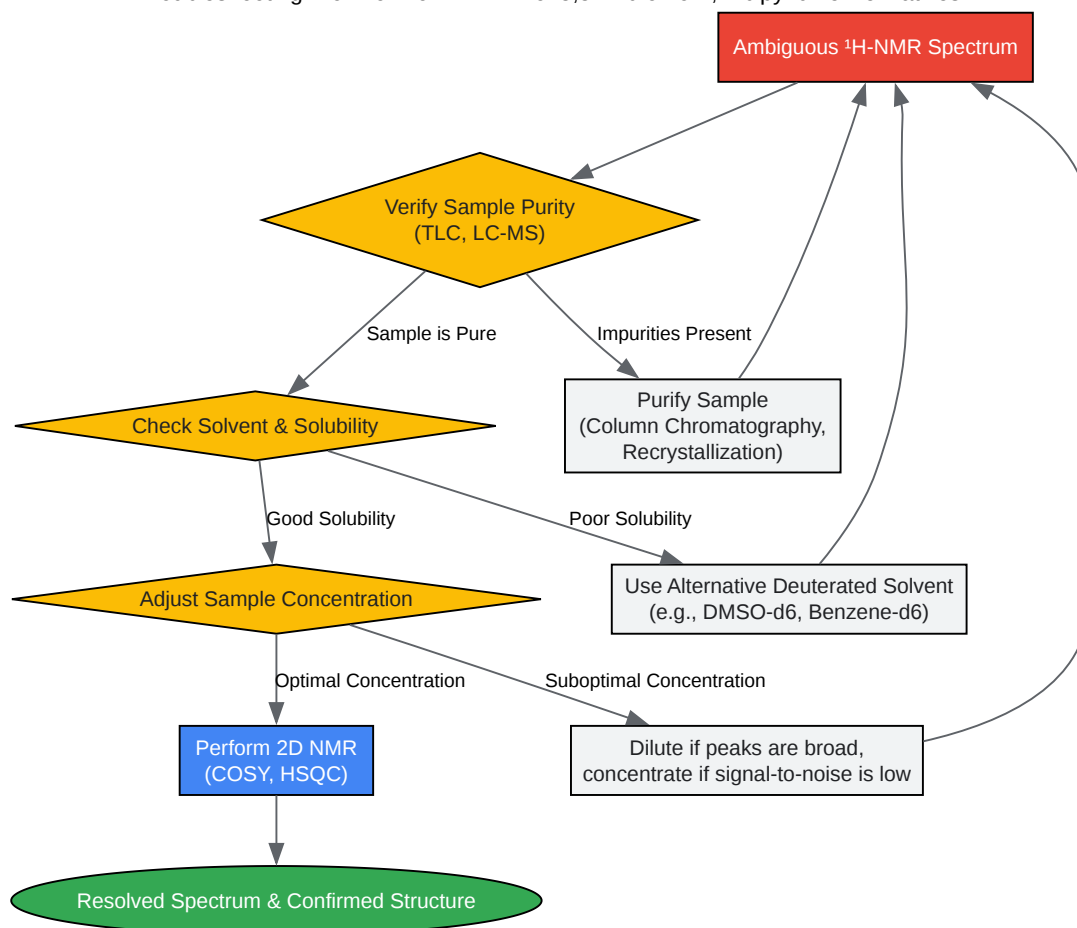 Ambiguous ¹H-NMR Spectrum
Verify Sample Purity
(TLC, LC-MS)
Sample is Pure
Impurities Present
Purify Sample
(Column Chromatography,
Recrystallization)
Check Solvent & Solubility
Good Solubility
Poor Solubility
Use Alternative Deuterated Solvent
(e.g., DMSO-d6, Benzene-d6)
Adjust Sample Concentration
Optimal Concentration
Suboptimal Concentration
Perform 2D NMR
(COSY, HSQC)
Dilute if peaks are broad,
concentrate if signal-to-noise is low
Resolved Spectrum & Confirmed Structure